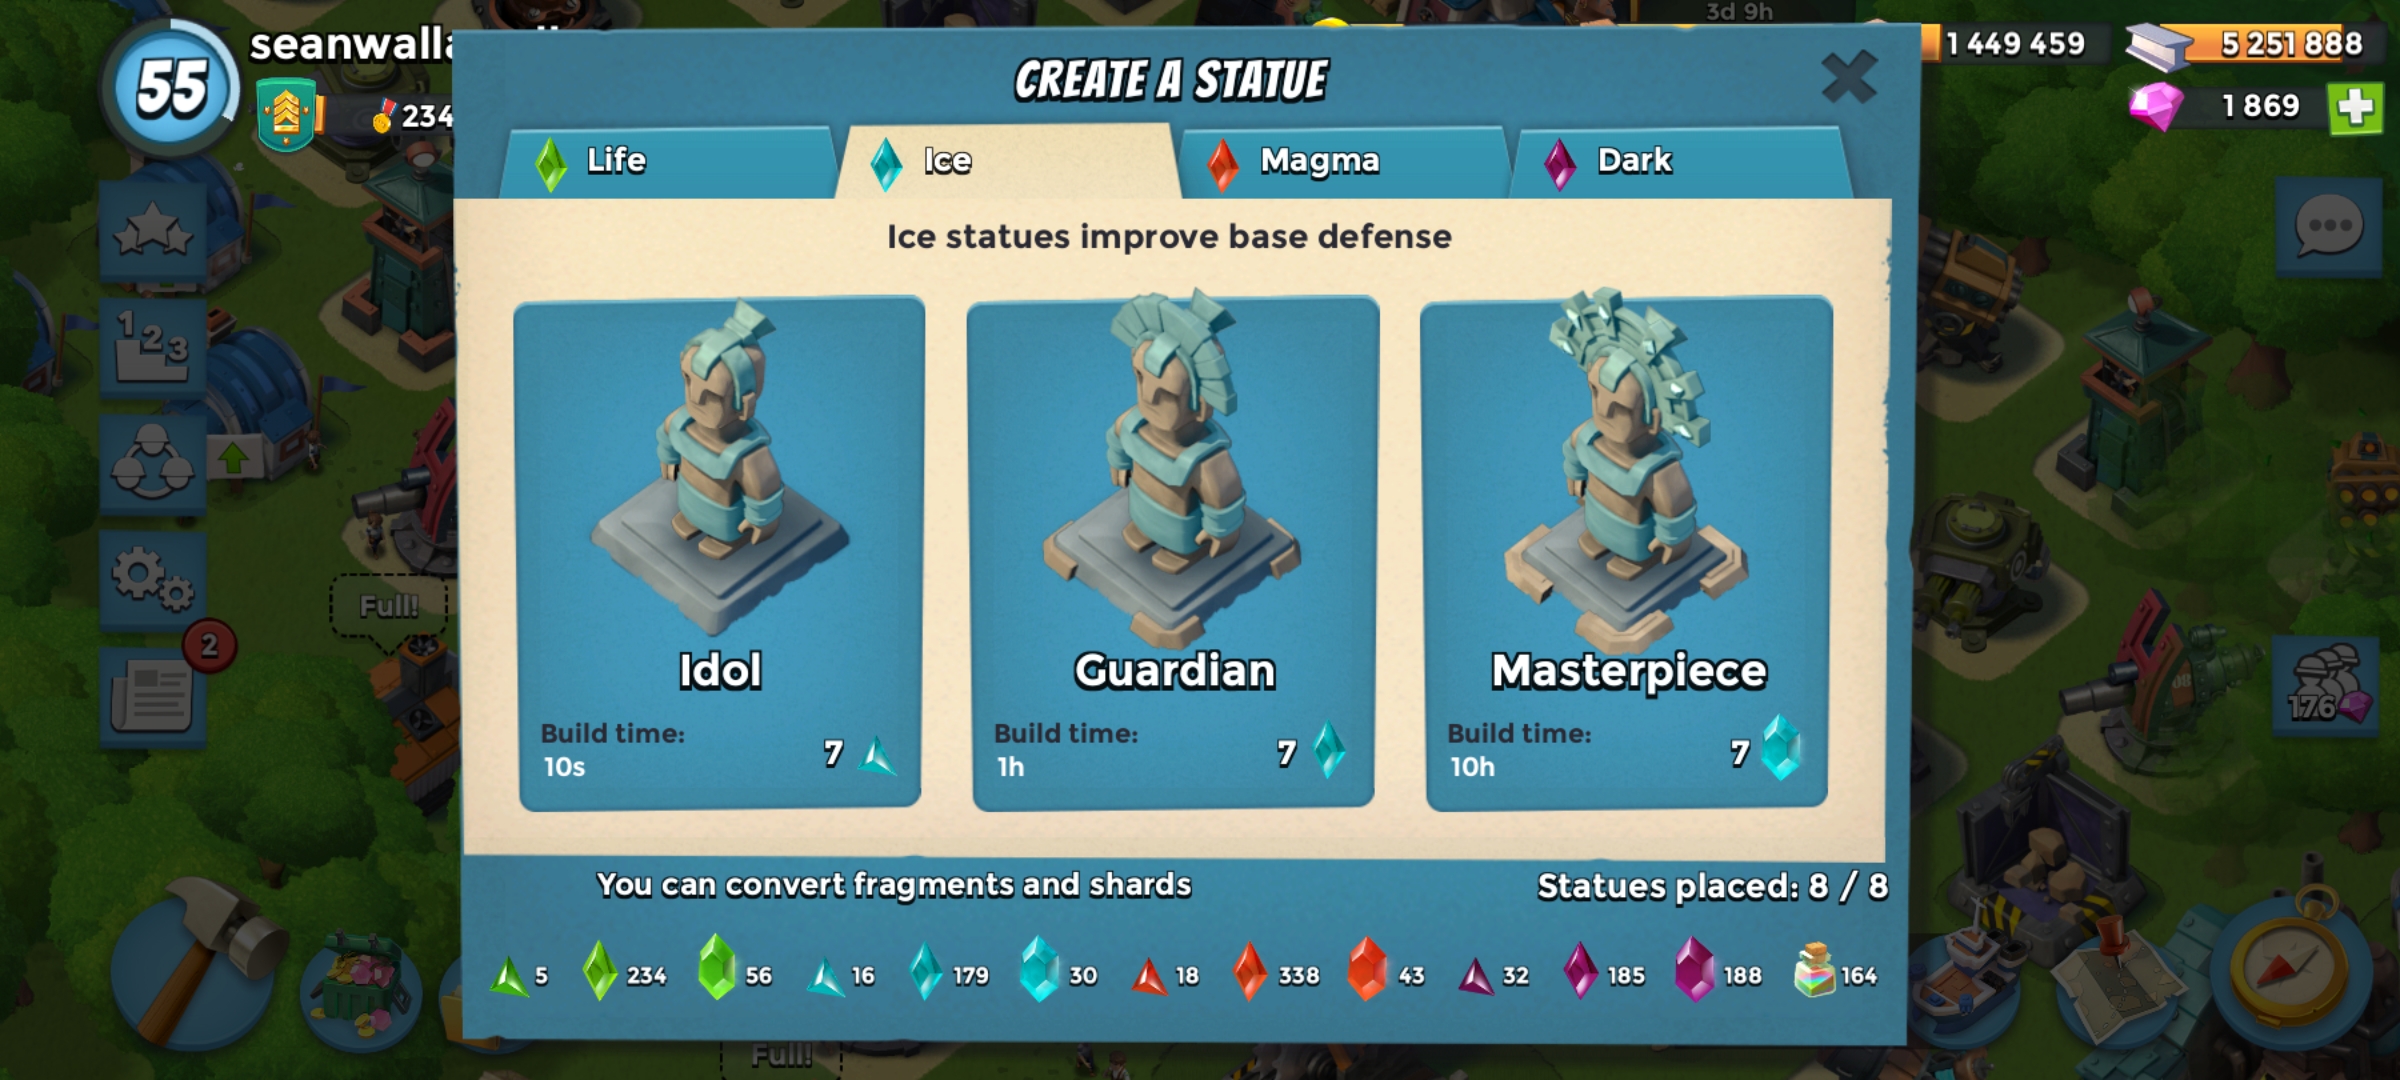 55
seanwall
234
3d 9h
1 449 459
5 251 888
1 869
CREATE A STATUE
Life
Ice
Magma
Dark
Ice statues improve base defense
1 2 3
Full!
2
Idol
Build time:
10s
7
Guardian
Build time:
1h
7
Masterpiece
Build time:
10h
7
176
You can convert fragments and shards
Statues placed: 8 / 8
5
234
56
16
179
30
18
338
43
32
185
188
164
Full!